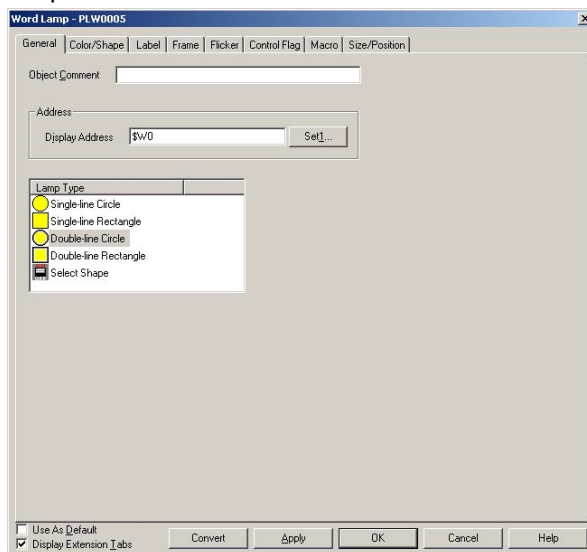 Word Lamp - PLW0005
General Color/Shape Label Frame Flicker Control Flag Macro Size/Position
Object Comment
Address
Display Address $W0 Set1...
Lamp Type
Single-line Circle
Single-line Rectangle
Double-line Circle
Double-line Rectangle
Select Shape
Use As Default
Display Extension Tabs
Convert Apply OK Cancel Help